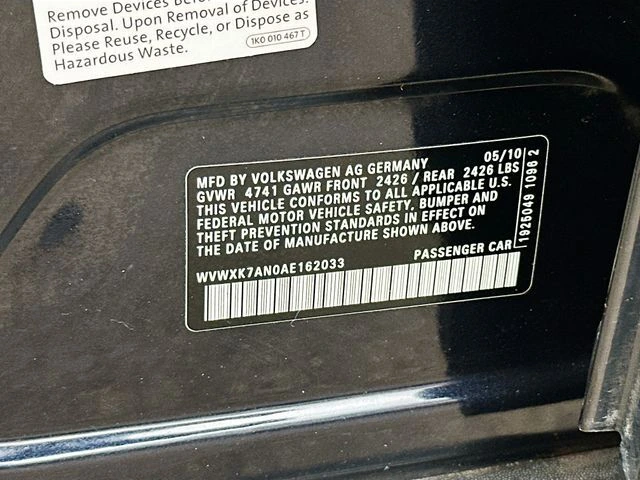 Remove Devices Before
Disposal. Upon Removal of Devices.
Please Reuse, Recycle, or Dispose as
Hazardous Waste.
1K0 010 467 T
MFD BY VOLKSWAGEN AG GERMANY 05/10
GVWR 4741 GAWR FRONT 2426 / REAR 2426 LBS
THIS VEHICLE CONFORMS TO ALL APPLICABLE U.S.
FEDERAL MOTOR VEHICLE SAFETY, BUMPER AND
THEFT PREVENTION STANDARDS IN EFFECT ON
THE DATE OF MANUFACTURE SHOWN ABOVE.
WVWXK7AN0AE162033 PASSENGER CAR
1925049 1096 2